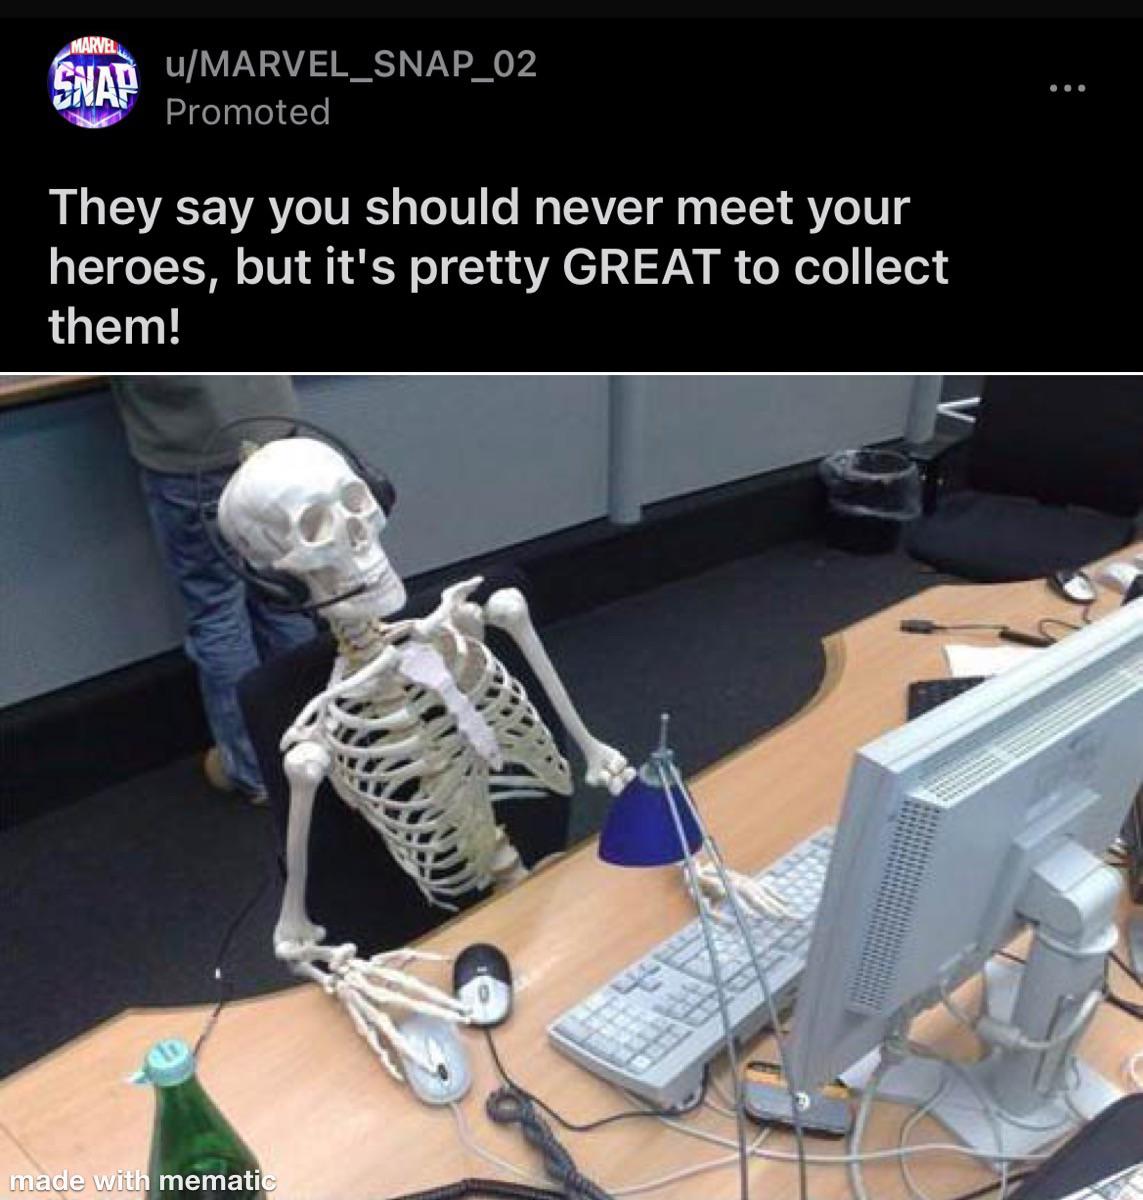 MARVEL
SNAP
u/MARVEL_SNAP_02
Promoted
They say you should never meet your
heroes, but it's pretty GREAT to collect
them!
made with mematic